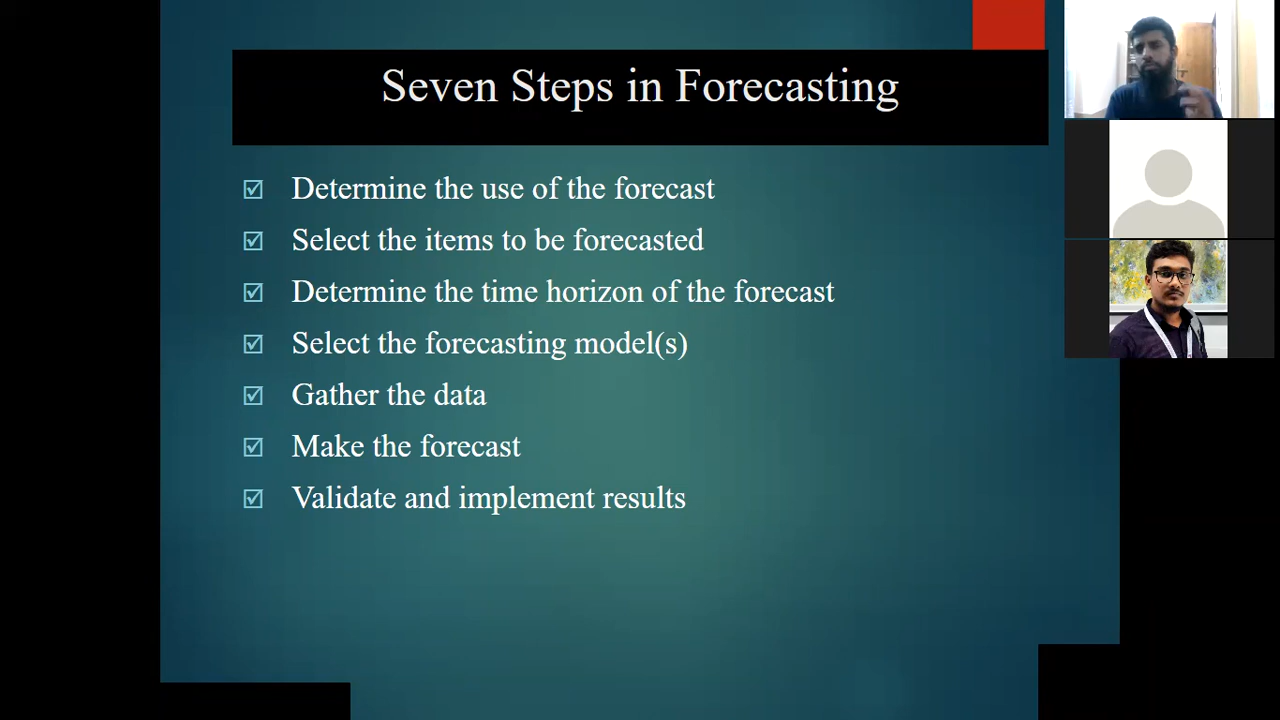 Seven Steps in Forecasting
Determine the use of the forecast
Select the items to be forecasted
Determine the time horizon of the forecast
Select the forecasting model(s)
Gather the data
Make the forecast
Validate and implement results